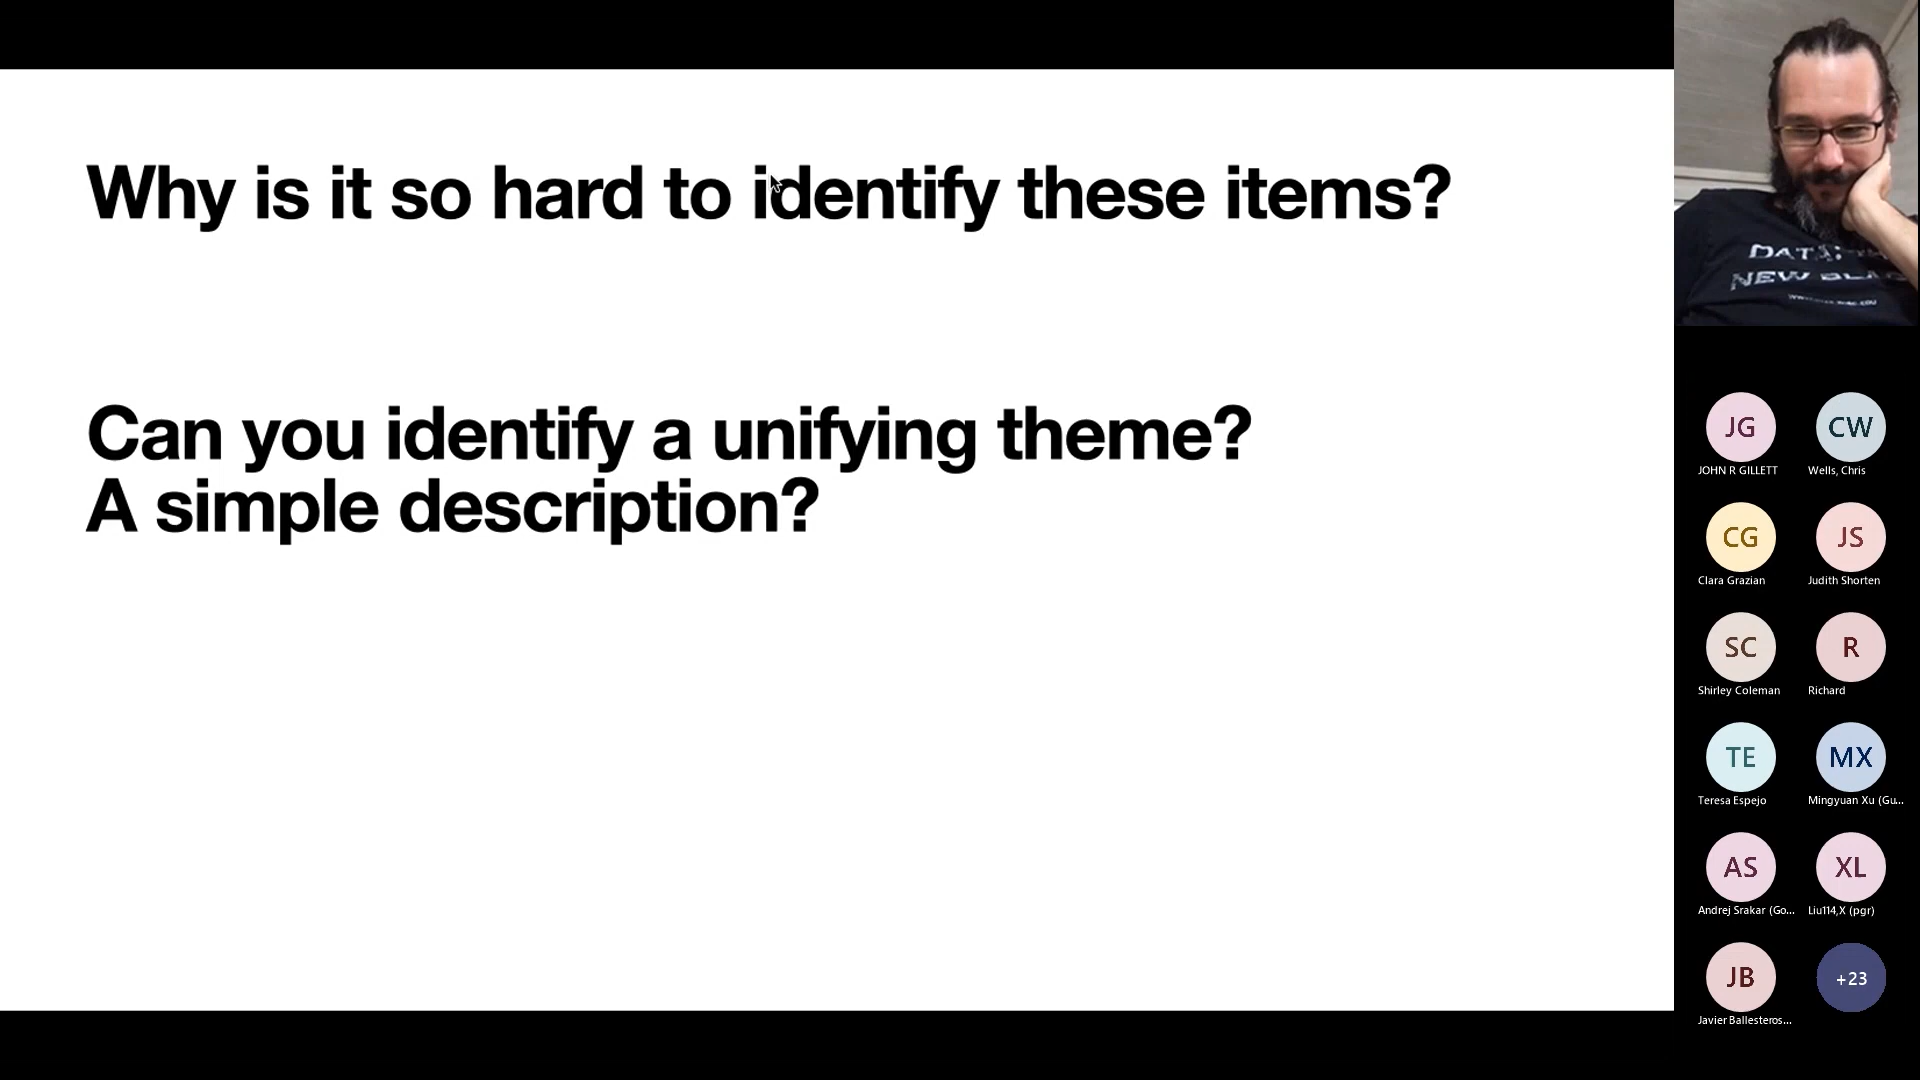 Why is it so hard to identify these items?
Can you identify a unifying theme?
A simple description?
NEW
JG
CW
JOHN R GILLETT
Wells, Chris
CG
JS
Clara Grazian
Judith Shorten
SC
R
Shirley Coleman
Richard
TE
MX
Teresa Espejo
Mingyuan Xu (Gu...
AS
XL
Andrej Srakar (Go...
Liu114,X (pgr)
JB
+23
Javier Ballesteros...